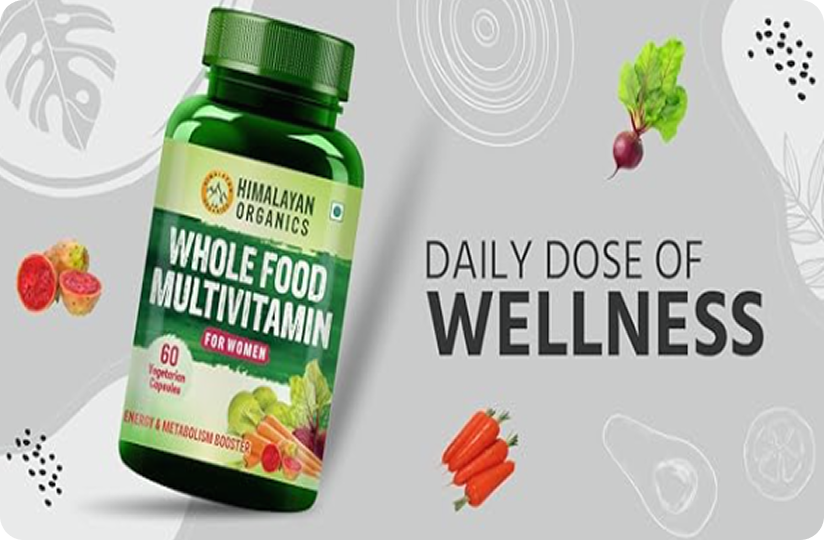 HIMALAYAN
ORGANICS
WHOLE FOOD
MULTIVITAMIN
FOR WOMEN
60
Vegetarian
Capsules
ENERGY & METABOLISM BOOSTER
DAILY DOSE OF
WELLNESS